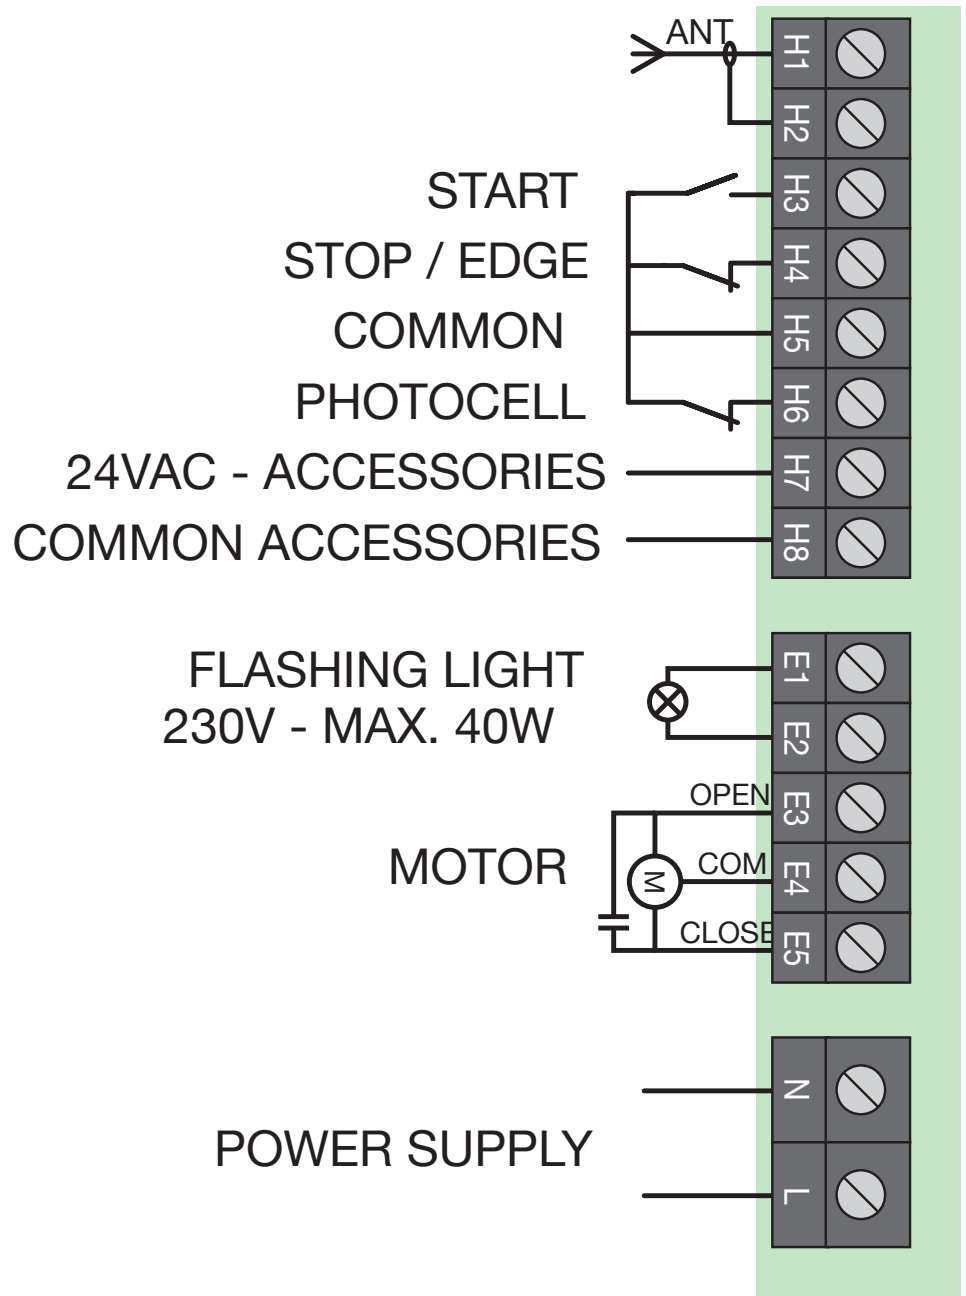 ANT
H1
H2
START
H3
STOP / EDGE
H4
COMMON
H5
PHOTOCELL
H6
24VAC - ACCESSORIES
H7
COMMON ACCESSORIES
H8
FLASHING LIGHT
230V - MAX. 40W
E1
E2
MOTOR
M
OPEN
E3
COM
E4
CLOSE
E5
POWER SUPPLY
N
L